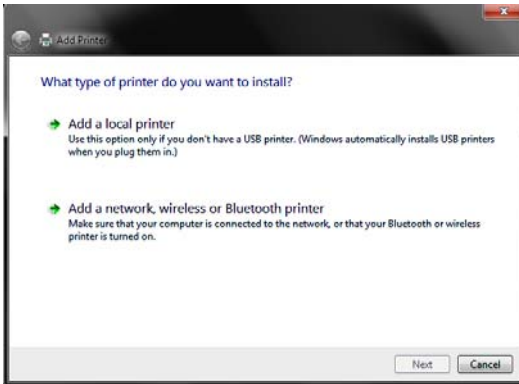 Add Printer
What type of printer do you want to install?
Add a local printer
Use this option only if you don't have a USB printer. (Windows automatically installs USB printers
when you plug them in.)
Add a network, wireless or Bluetooth printer
Make sure that your computer is connected to the network, or that your Bluetooth or wireless
printer is turned on.
Next Cancel